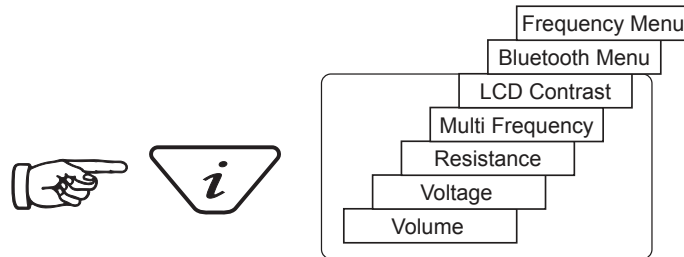 Frequency Menu
Bluetooth Menu
LCD Contrast
Multi Frequency
Resistance
Voltage
Volume
i